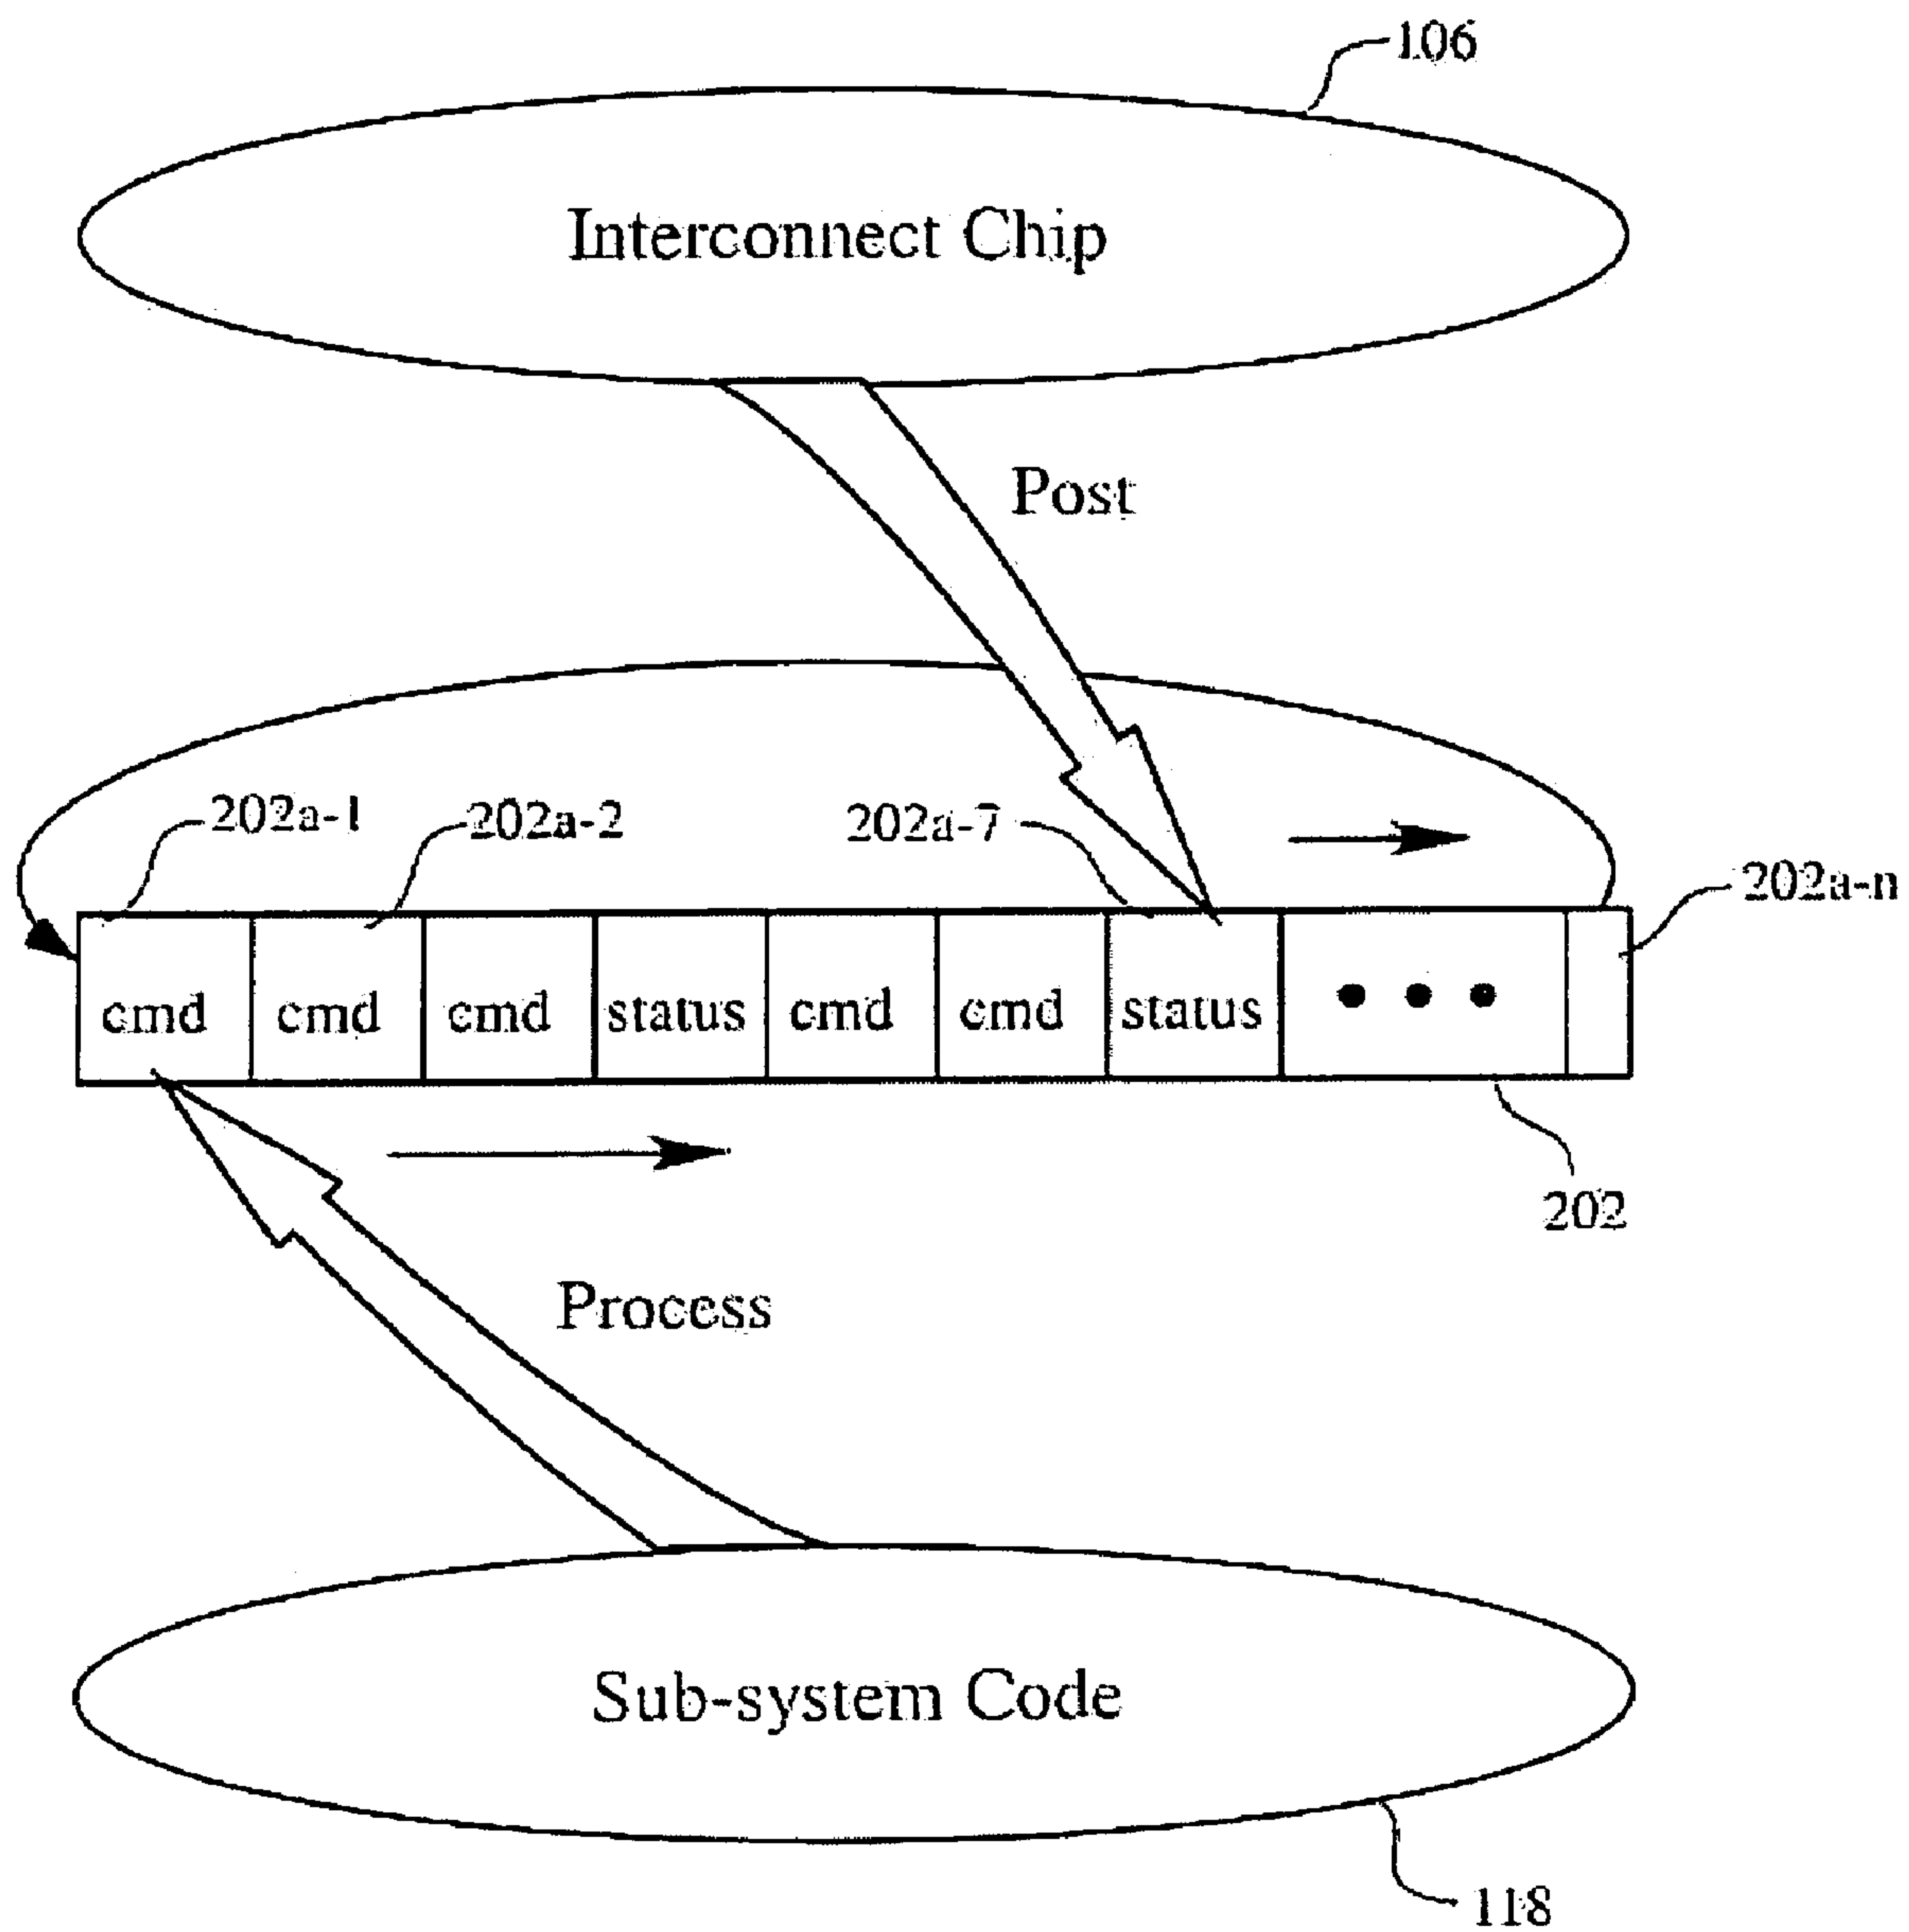 106
Interconnect Chip
Post
202a-1
202a-2
202a-7
202a-n
cmd cmd cmd status cmd cmd status
202
Process
Sub-system Code
118